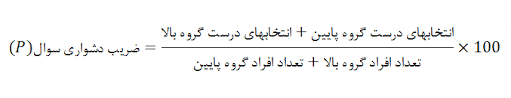 انتخابهای درست گروه پایین + انتخابهای درست گروه بالا
ضریب دشواری سوال(P) = ــــــــــــــــ × 100
تعداد افراد گروه بالا + تعداد افراد گروه پایین